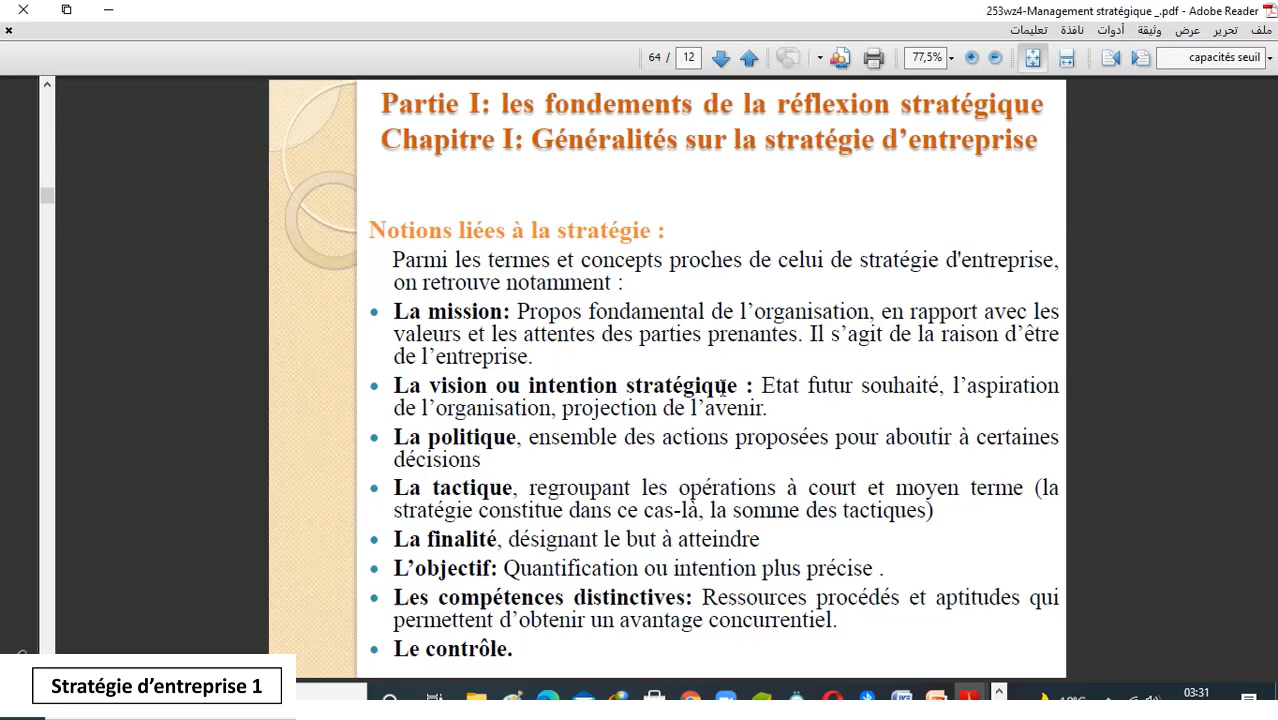 253wz4-Management stratégique _.pdf - Adobe Reader
ملف تحرير عرض وثيقة أدوات نافذة تعليمات
64 / 12 77,5% capacités seuil
Partie I: les fondements de la réflexion stratégique
Chapitre I: Généralités sur la stratégie d’entreprise
Notions liées à la stratégie :
Parmi les termes et concepts proches de celui de stratégie d'entreprise,
on retrouve notamment :
• La mission: Propos fondamental de l’organisation, en rapport avec les
valeurs et les attentes des parties prenantes. Il s’agit de la raison d’être
de l’entreprise.
• La vision ou intention stratégique : Etat futur souhaité, l’aspiration
de l’organisation, projection de l’avenir.
• La politique, ensemble des actions proposées pour aboutir à certaines
décisions
• La tactique, regroupant les opérations à court et moyen terme (la
stratégie constitue dans ce cas-là, la somme des tactiques)
• La finalité, désignant le but à atteindre
• L’objectif: Quantification ou intention plus précise .
• Les compétences distinctives: Ressources procédés et aptitudes qui
permettent d’obtenir un avantage concurrentiel.
• Le contrôle.
Stratégie d’entreprise 1
03:31